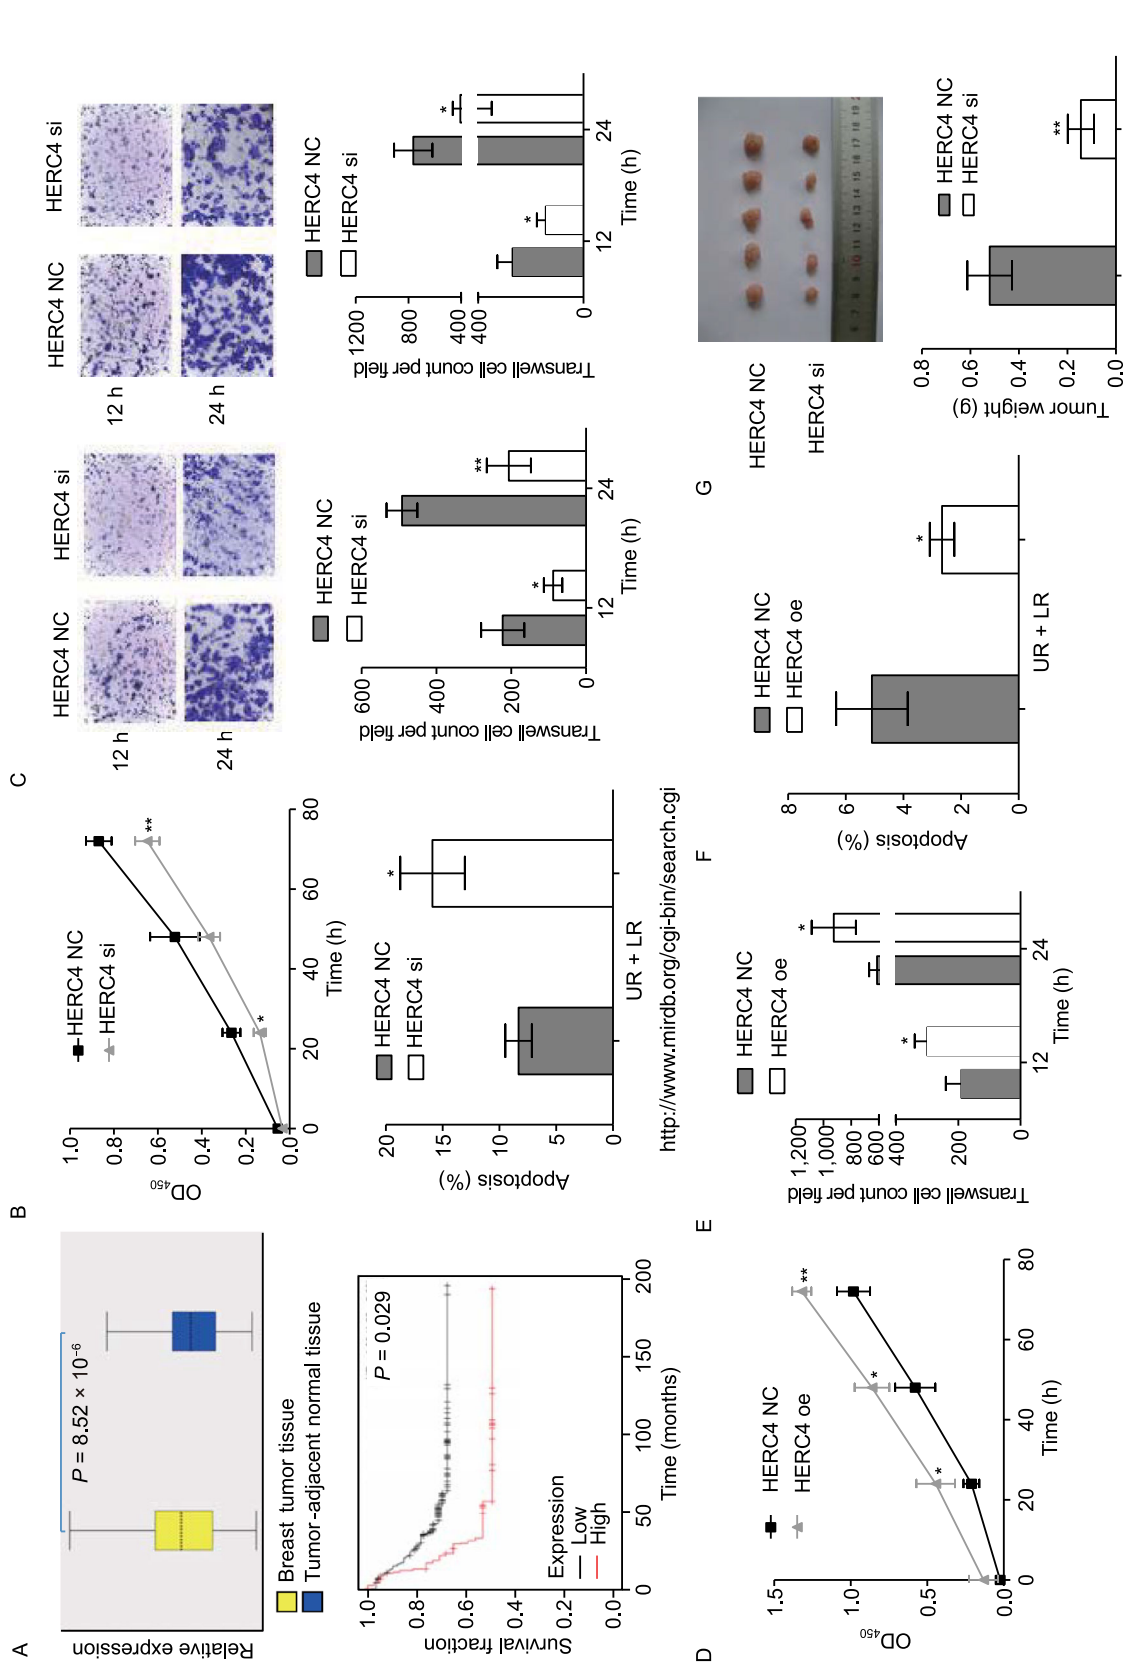 A
Relative expression
P = 8.52 × 10⁻⁶
Breast tumor tissue
Tumor-adjacent normal tissue
Survival fraction
1.0
0.8
0.6
0.4
0.2
0.0
P = 0.029
Expression
Low
High
0 50 100 150 200
Time (months)
B
OD₄₅₀
1.0
0.8
0.6
0.4
0.2
0.0
HERC4 NC
HERC4 si
*
**
0 20 40 60 80
Time (h)
Apoptosis (%)
20
15
10
5
0
HERC4 NC
HERC4 si
*
UR + LR
http://www.mirdb.org/cgi-bin/search.cgi
C
HERC4 NC HERC4 si
12 h
24 h
HERC4 NC HERC4 si
12 h
24 h
Transwell cell count per field
600
400
200
0
HERC4 NC
HERC4 si
*
**
12 24
Time (h)
Transwell cell count per field
1200
800
400
400
0
HERC4 NC
HERC4 si
*
*
12 24
Time (h)
D
OD₄₅₀
1.5
1.0
0.5
0.0
HERC4 NC
HERC4 oe
*
*
**
0 20 40 60 80
Time (h)
E
Transwell cell count per field
1,200
1,000
800
600
400
200
0
HERC4 NC
HERC4 oe
*
*
12 24
Time (h)
F
Apoptosis (%)
8
6
4
2
0
HERC4 NC
HERC4 oe
*
UR + LR
G
HERC4 NC
HERC4 si
Tumor weight (g)
0.8
0.6
0.4
0.2
0.0
HERC4 NC
HERC4 si
**